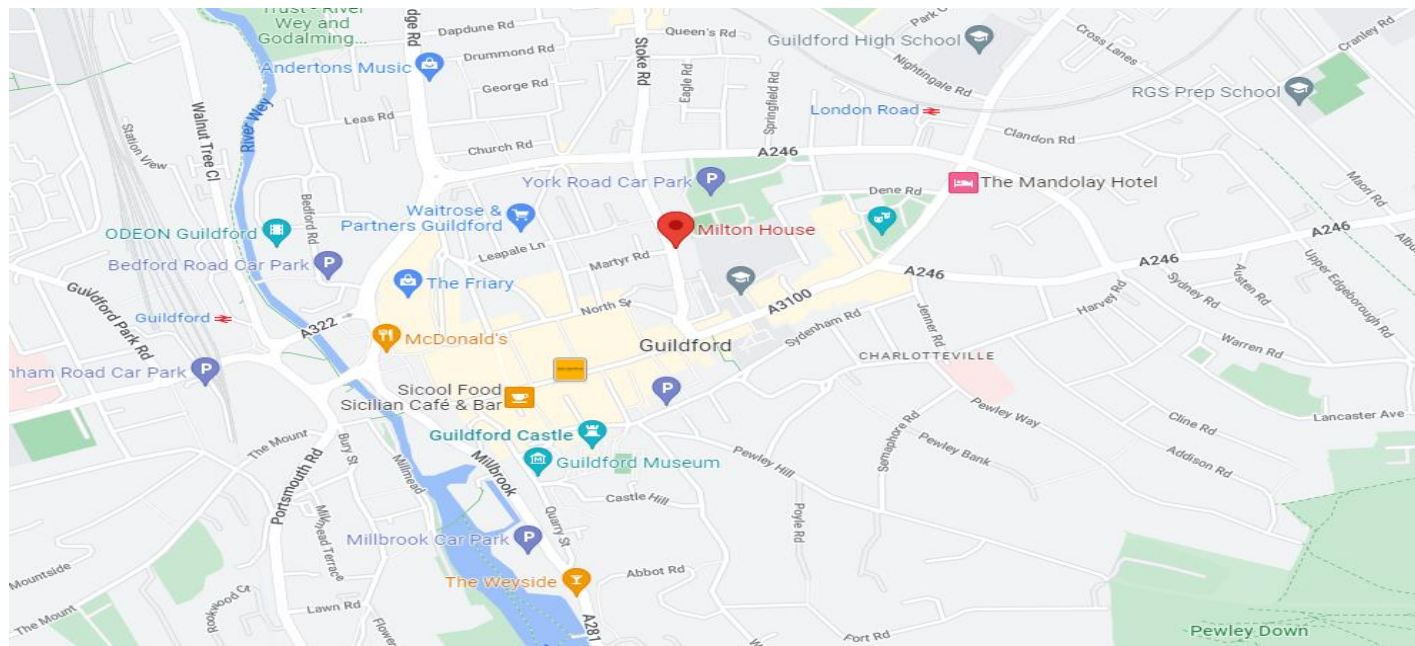 Trust - River
Wey and
Godalming...
Dapdune Rd
Queen's Rd
Stoke Rd
Guildford High School
Cross Lanes
Cranley Rd
Andertons Music
Drummond Rd
George Rd
Eagle Rd
Springfield Rd
Nightingale Rd
RGS Prep School
River Wey
Walnut Tree Cl
Station View
Leas Rd
London Road
Clandon Rd
Church Rd
A246
York Road Car Park
Dene Rd
The Mandolay Hotel
Maori Rd
Bedford Rd
Waitrose &
Partners Guildford
Milton House
ODEON Guildford
Leapale Ln
Bedford Road Car Park
Martyr Rd
A246
A246
A246
Guildford Park Rd
The Friary
North St
A3100
Jenner Rd
Harvey Rd
Sydney Rd
Austen Rd
Upper Edgeborough Rd
Guildford
A322
McDonald's
Guildford
Sydenham Rd
CHARLOTTEVILLE
Warren Rd
nham Road Car Park
Sicool Food
Sicilian Café & Bar
Pewley Way
Cline Rd
Lancaster Ave
The Mount
Bury St
Guildford Castle
Guildford Museum
Pewley Hill
Semaphore Rd
Pewley Bank
Addison Rd
Portsmouth Rd
Millmead
Millbrook
Castle Hill
Quarry St
Poyle Rd
Millmead Terrace
Millbrook Car Park
Mountside
The Weyside
Abbot Rd
The Mount
Rookwood Ct
Lawn Rd
Flower
A281
Fort Rd
Pewley Down